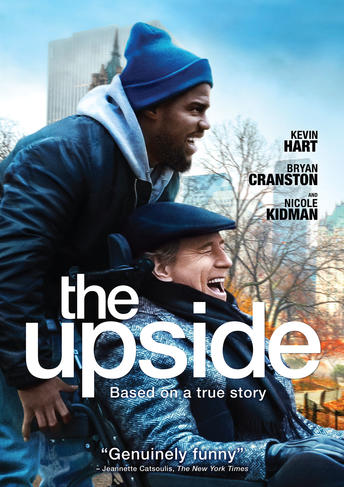 KEVIN
HART
BRYAN
CRANSTON
AND
NICOLE
KIDMAN
the
upside
Based on a true story
“Genuinely funny”
– Jeannette Catsoulis, The New York Times